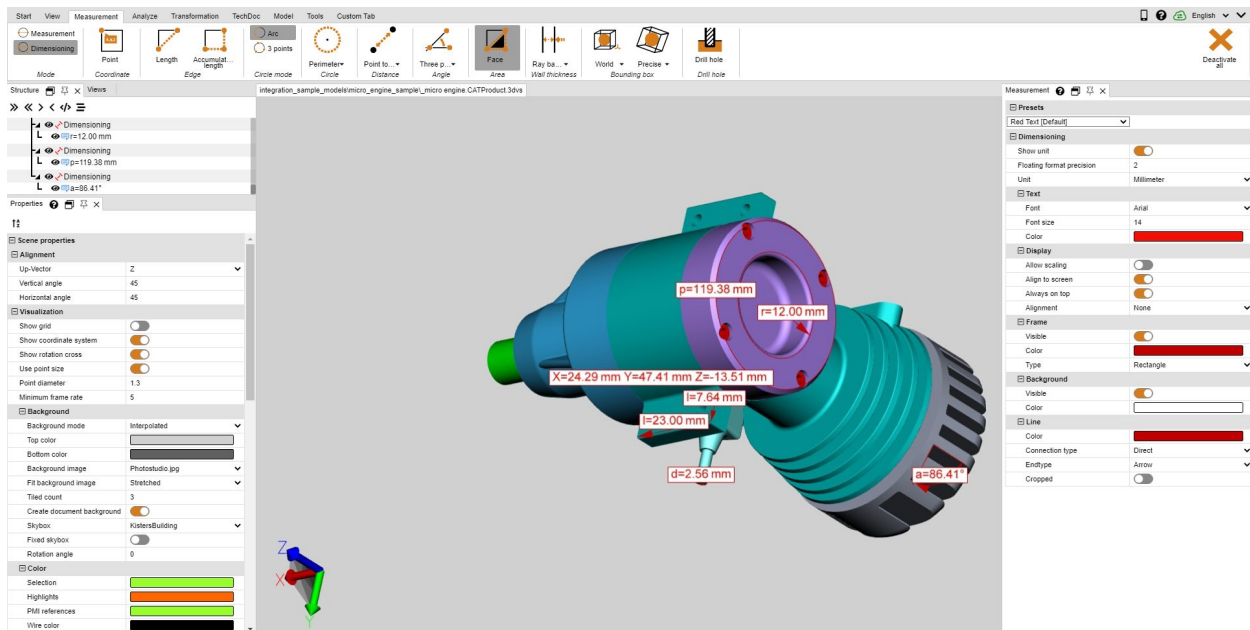 Start View Measurement Analyze Transformation TechDoc Model Tools Custom Tab English
Measurement
Dimensioning
Mode
Point
Coordinate
Length
Accumulat...
length
Edge
Arc
3 points
Circle mode
Perimeter
Circle
Point to...
Distance
Three p...
Angle
Face
Area
Ray ba...
Wall thickness
World
Precise
Bounding box
Drill hole
Drill hole
Deactivate
all
Structure
Views
integration_sample_models\micro_engine_sample\_micro engine.CATProduct.3dvs
Dimensioning
r=12.00 mm
Dimensioning
p=119.38 mm
Dimensioning
a=86.41°
Properties
Scene properties
Alignment
Up-Vector Z
Vertical angle 45
Horizontal angle 45
Visualization
Show grid
Show coordinate system
Show rotation cross
Use point size
Point diameter 1.3
Minimum frame rate 5
Background
Background mode Interpolated
Top color
Bottom color
Background image Photostudio.jpg
Fit background image Stretched
Tiled count 3
Create document background
Skybox KistersBuilding
Fixed skybox
Rotation angle 0
Color
Selection
Highlights
PMI references
Wire color
p=119.38 mm
r=12.00 mm
X=24.29 mm Y=47.41 mm Z=-13.51 mm
l=7.64 mm
l=23.00 mm
d=2.56 mm
a=86.41°
Z
X
Y
Measurement
Presets
Red Text [Default]
Dimensioning
Show unit
Floating format precision 2
Unit Millimeter
Text
Font Arial
Font size 14
Color
Display
Allow scaling
Align to screen
Always on top
Alignment None
Frame
Visible
Color
Type Rectangle
Background
Visible
Color
Line
Color
Connection type Direct
Endtype Arrow
Cropped